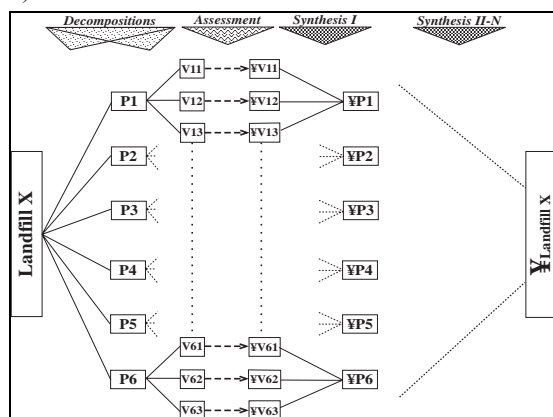 Decompositions Assessment Synthesis I Synthesis II-N
V11 ¥V11
P1 V12 ¥V12 ¥P1
V13 ¥V13
P2 ¥P2
Landfill X
P3 ¥P3
¥Landfill X
P4 ¥P4
P5 ¥P5
V61 ¥V61
P6 V62 ¥V62 ¥P6
V63 ¥V63